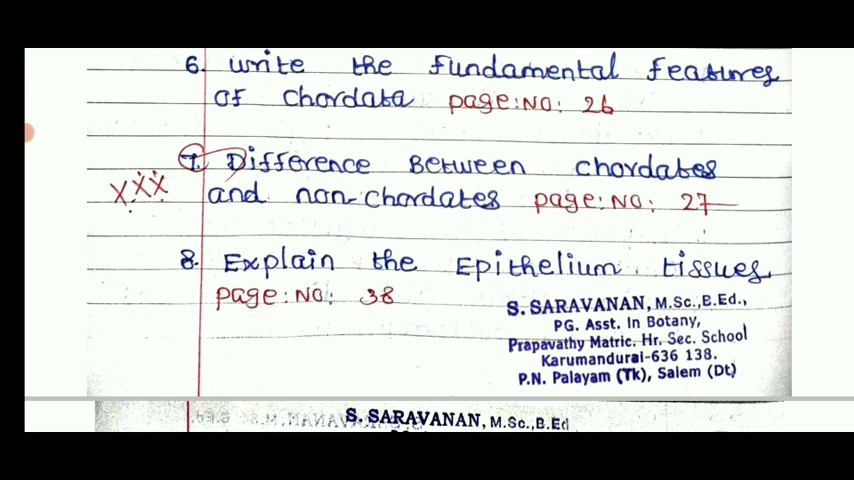 6. Write the fundamental features
of chordata page:No: 26
7. Difference Between chordates
XXX and non-chordates page:No: 27
8. Explain the Epithelium tissues
page:No: 38
S. SARAVANAN, M.Sc.,B.Ed.,
PG. Asst. In Botany,
Prapavathy Matric. Hr. Sec. School
Karumandurai-636 138.
P.N. Palayam (Tk), Salem (Dt)
S. SARAVANAN, M.Sc.,B.Ed